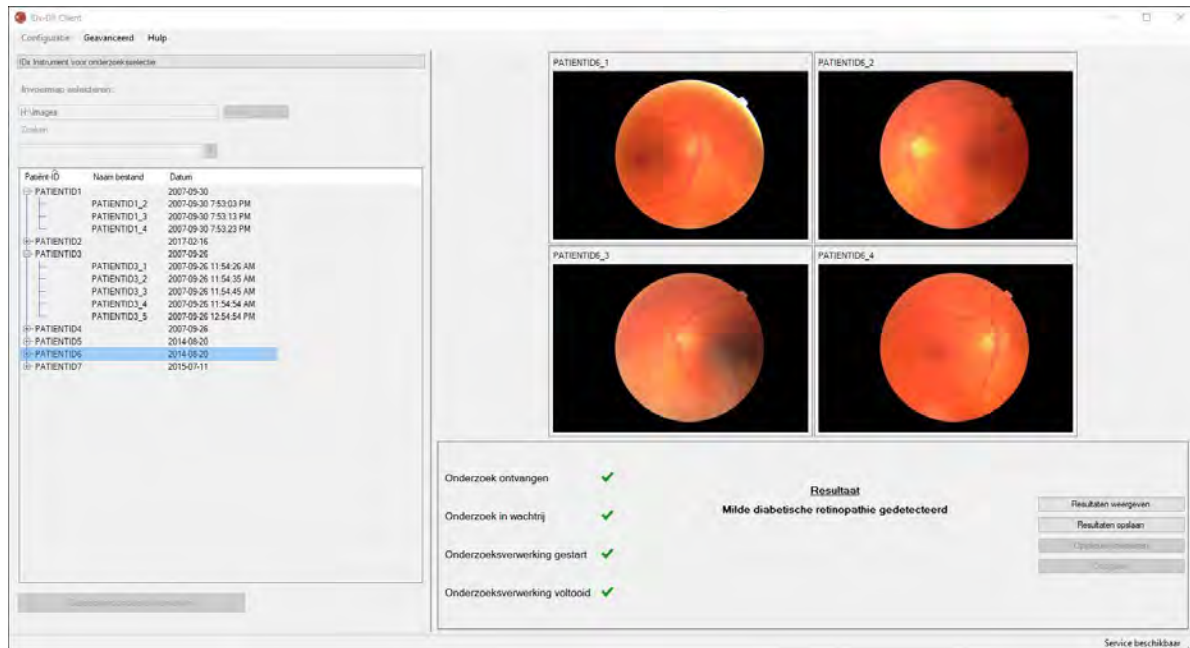 IDx-DR Client
Configuratie Geavanceerd Hulp
IDx Instrument voor onderzoeksselectie
Invoermap selecteren:
H:\Images
Zoeken
Patiënt-ID Naam bestand Datum
PATIENTID1 2007-09-30
PATIENTID1_2 2007-09-30 7:53:03 PM
PATIENTID1_3 2007-09-30 7:53:13 PM
PATIENTID1_4 2007-09-30 7:53:23 PM
PATIENTID2 2017-02-16
PATIENTID3 2007-09-26
PATIENTID3_1 2007-09-26 11:54:26 AM
PATIENTID3_2 2007-09-26 11:54:35 AM
PATIENTID3_3 2007-09-26 11:54:45 AM
PATIENTID3_4 2007-09-26 11:54:54 AM
PATIENTID3_5 2007-09-26 12:54:54 PM
PATIENTID4 2007-09-26
PATIENTID5 2014-08-20
PATIENTID6 2014-08-20
PATIENTID7 2015-07-11
PATIENTID6_1 PATIENTID6_2
PATIENTID6_3 PATIENTID6_4
Onderzoek ontvangen
Onderzoek in wachtrij
Onderzoeksverwerking gestart
Onderzoeksverwerking voltooid
Resultaat
Milde diabetische retinopathie gedetecteerd
Resultaten weergeven
Resultaten opslaan
Service beschikbaar